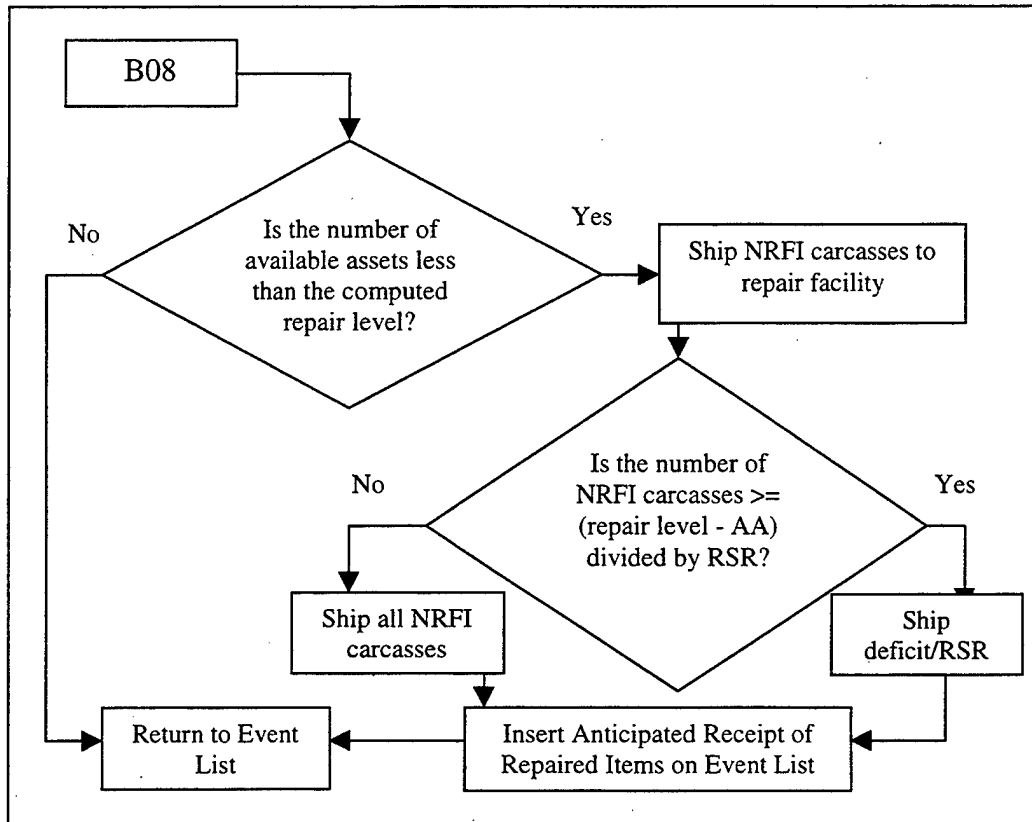 B08
No
Is the number of
available assets less
than the computed
repair level?
Yes
Ship NRFI carcasses to
repair facility
No
Is the number of
NRFI carcasses >=
(repair level - AA)
divided by RSR?
Yes
Ship all NRFI
carcasses
Ship
deficit/RSR
Return to Event
List
Insert Anticipated Receipt of
Repaired Items on Event List